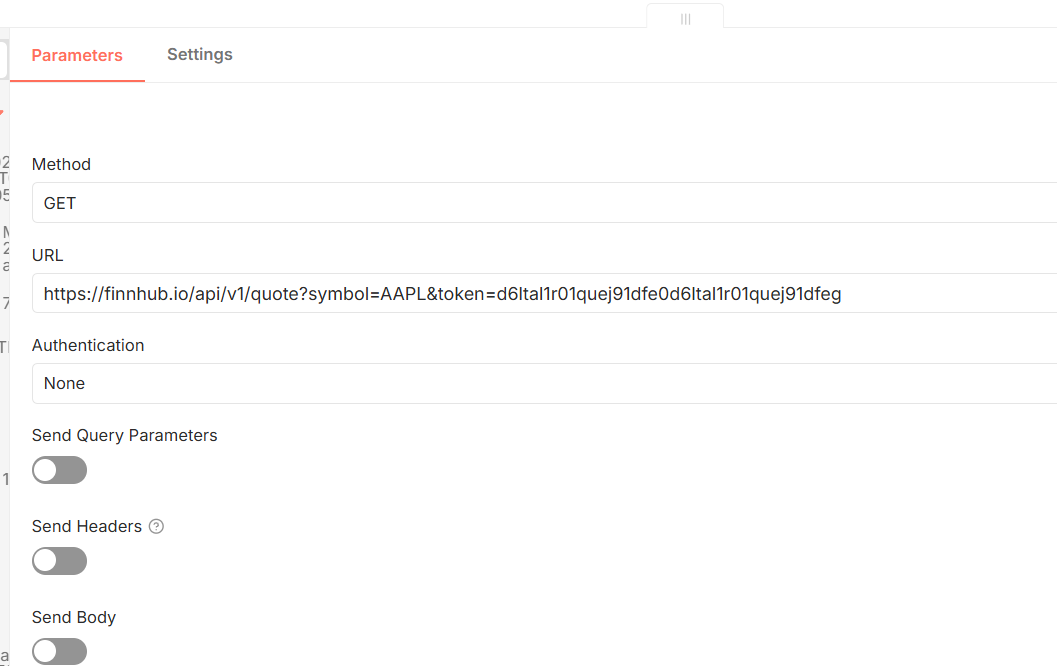 Parameters Settings
Method
GET
URL
https://finnhub.io/api/v1/quote?symbol=AAPL&token=d6ltal1r01quej91dfe0d6ltal1r01quej91dfeg
Authentication
None
Send Query Parameters
Send Headers
Send Body